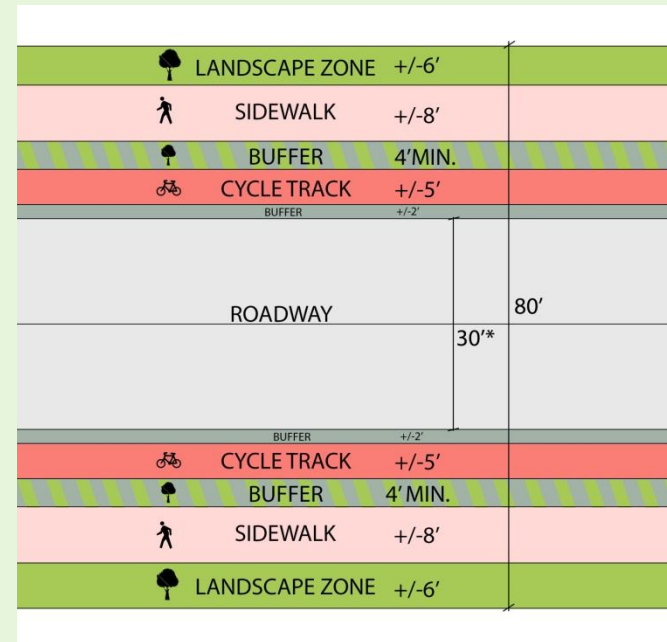 LANDSCAPE ZONE +/-6'
SIDEWALK +/-8'
BUFFER 4'MIN.
CYCLE TRACK +/-5'
BUFFER +/-2'
ROADWAY
80'
30'*
BUFFER +/-2'
CYCLE TRACK +/-5'
BUFFER 4' MIN.
SIDEWALK +/-8'
LANDSCAPE ZONE +/-6'